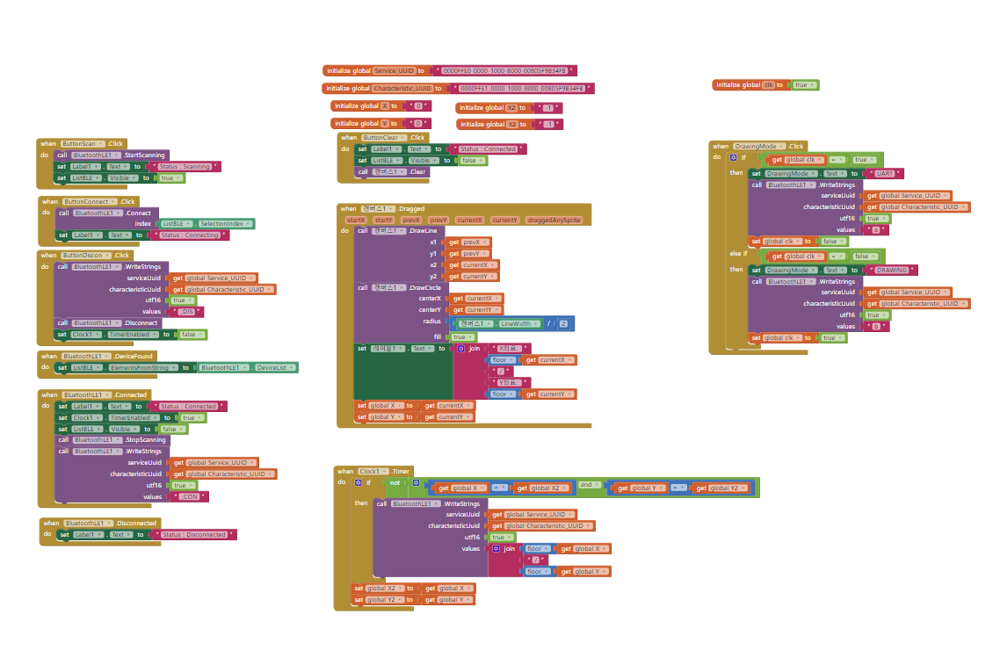 initialize global Service_UUID to " 0000FFE0-0000-1000-8000-00805F9B34FB "
initialize global Characteristic_UUID to " 0000FFE1-0000-1000-8000-00805F9B34FB "
initialize global X to " 0 "
initialize global X2 to " -1 "
initialize global Y to " 0 "
initialize global Y2 to " -1 "
initialize global clk to true
when ButtonScan .Click
do call BluetoothLE1 .StartScanning
set Label1 . Text to " Status : Scanning "
set ListBLE . Visible to true
when ButtonConnect .Click
do call BluetoothLE1 .Connect
index ListBLE . SelectionIndex
set Label1 . Text to " Status : Connecting "
when ButtonDiscon .Click
do call BluetoothLE1 .WriteStrings
serviceUuid get global Service_UUID
characteristicUuid get global Characteristic_UUID
utf16 true
values " _DIS "
call BluetoothLE1 .Disconnect
set Clock1 . TimerEnabled to false
when BluetoothLE1 .DeviceFound
do set ListBLE . ElementsFromString to BluetoothLE1 . DeviceList
when BluetoothLE1 .Connected
do set Label1 . Text to " Status : Connected "
set Clock1 . TimerEnabled to true
set ListBLE . Visible to false
call BluetoothLE1 .StopScanning
call BluetoothLE1 .WriteStrings
serviceUuid get global Service_UUID
characteristicUuid get global Characteristic_UUID
utf16 true
values " _CON "
when BluetoothLE1 .Disconnected
do set Label1 . Text to " Status : Disconnected "
when ButtonClear .Click
do set Label1 . Text to " Status : Connected "
set ListBLE . Visible to false
call 캔버스1 .Clear
when 캔버스1 .Dragged
startX startY prevX prevY currentX currentY draggedAnySprite
do call 캔버스1 .DrawLine
x1 get prevX
y1 get prevY
x2 get currentX
y2 get currentY
call 캔버스1 .DrawCircle
centerX get currentX
centerY get currentY
radius 캔버스1 . LineWidth / 2
fill true
set 레이블1 . Text to join " X좌표: "
floor get currentX
" / "
" Y좌표: "
floor get currentY
set global X to get currentX
set global Y to get currentY
when Clock1 .Timer
do if not get global X = get global X2 and get global Y = get global Y2
then call BluetoothLE1 .WriteStrings
serviceUuid get global Service_UUID
characteristicUuid get global Characteristic_UUID
utf16 true
values join floor get global X
" / "
floor get global Y
set global X2 to get global X
set global Y2 to get global Y
when DrawingMode .Click
do if get global clk = true
then set DrawingMode . Text to " UART "
call BluetoothLE1 .WriteStrings
serviceUuid get global Service_UUID
characteristicUuid get global Characteristic_UUID
utf16 true
values " a "
set global clk to false
else if get global clk = false
then set DrawingMode . Text to " DRAWING "
call BluetoothLE1 .WriteStrings
serviceUuid get global Service_UUID
characteristicUuid get global Characteristic_UUID
utf16 true
values " b "
set global clk to true